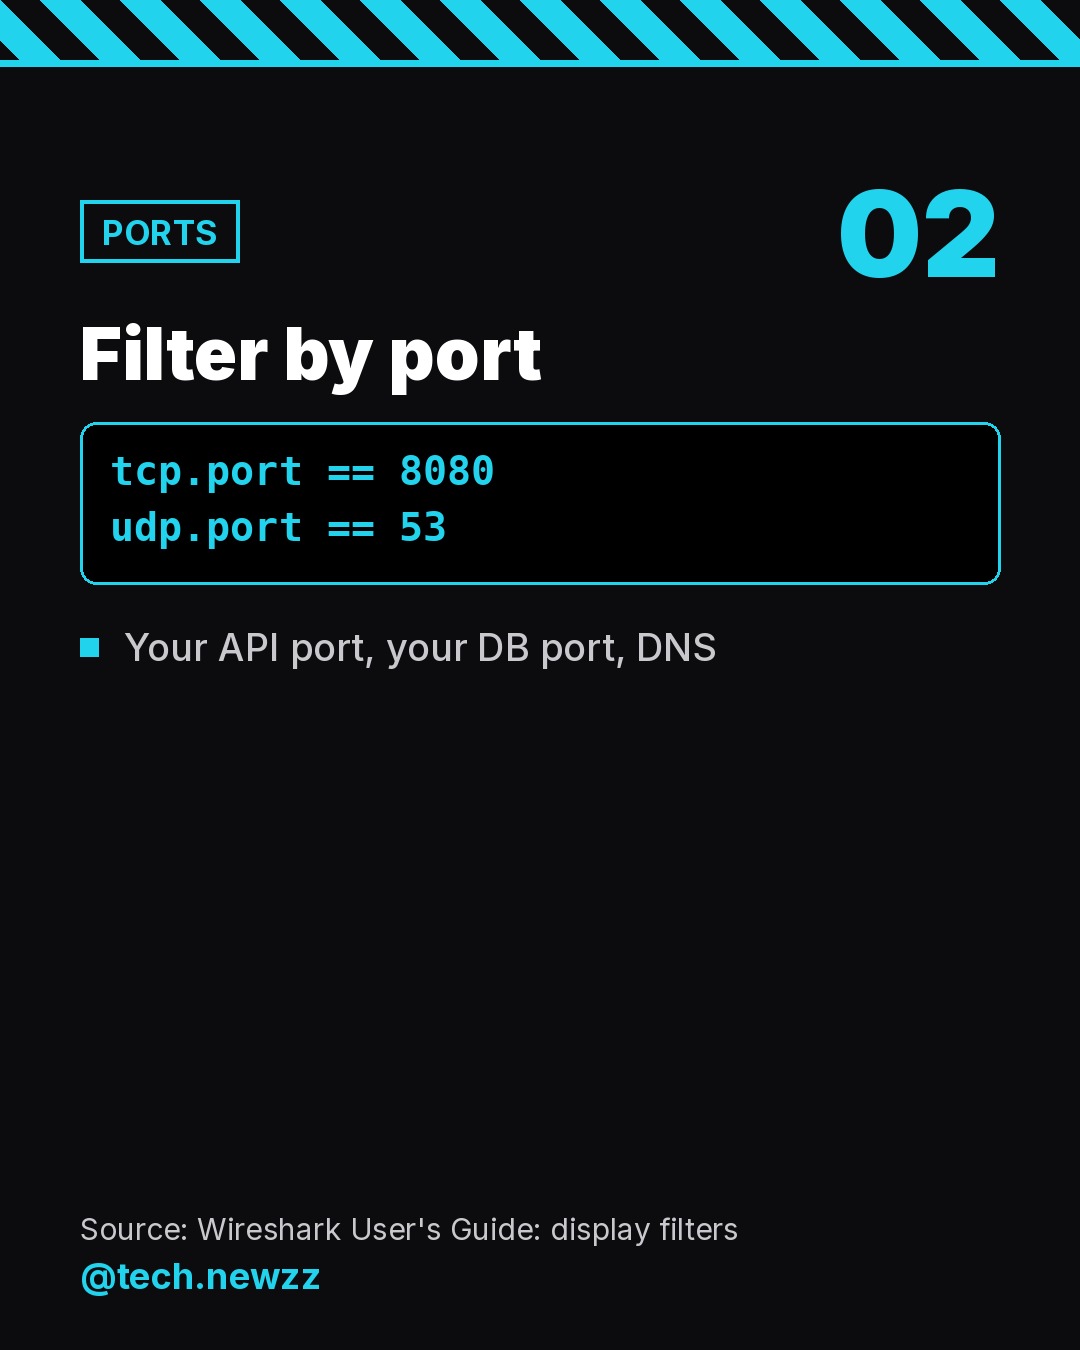 PORTS
02
Filter by port
tcp.port == 8080
udp.port == 53
Your API port, your DB port, DNS
Source: Wireshark User's Guide: display filters
@tech.newzz